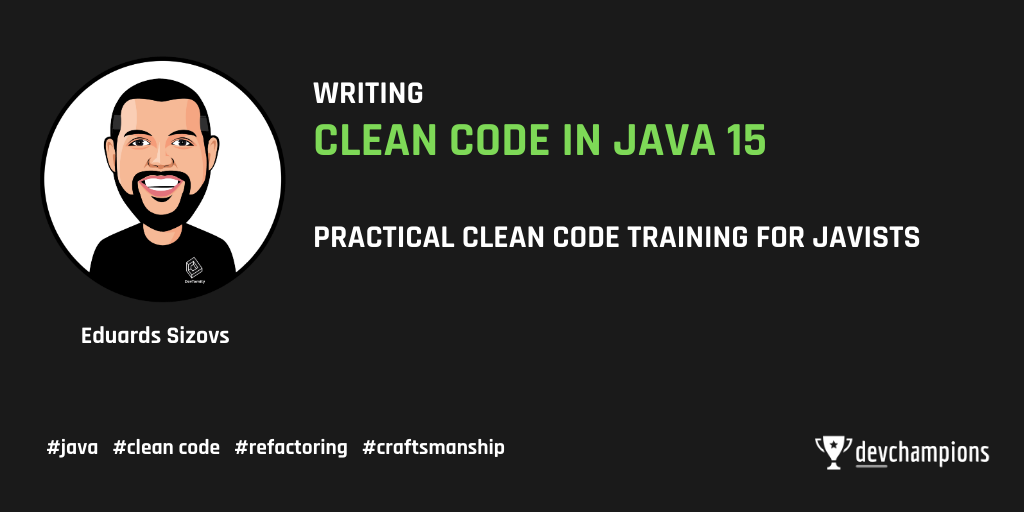 WRITING
CLEAN CODE IN JAVA 15
PRACTICAL CLEAN CODE TRAINING FOR JAVISTS
Eduards Sizovs
#java #clean code #refactoring #craftsmanship
devchampions